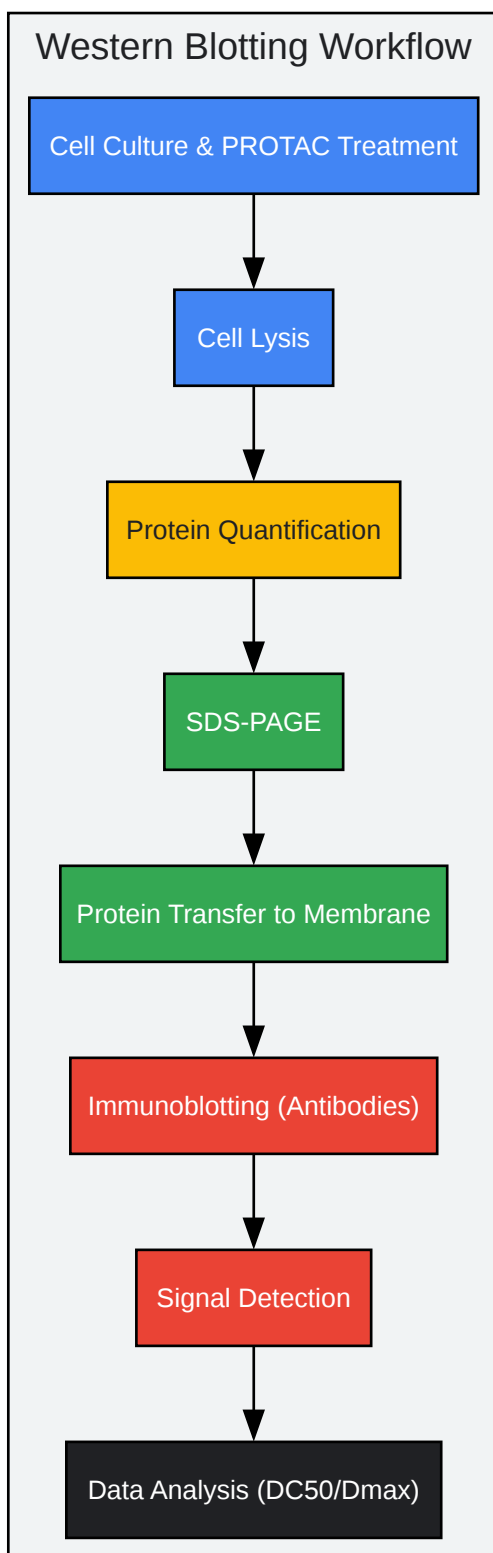 Western Blotting Workflow
Cell Culture & PROTAC Treatment
Cell Lysis
Protein Quantification
SDS-PAGE
Protein Transfer to Membrane
Immunoblotting (Antibodies)
Signal Detection
Data Analysis (DC50/Dmax)